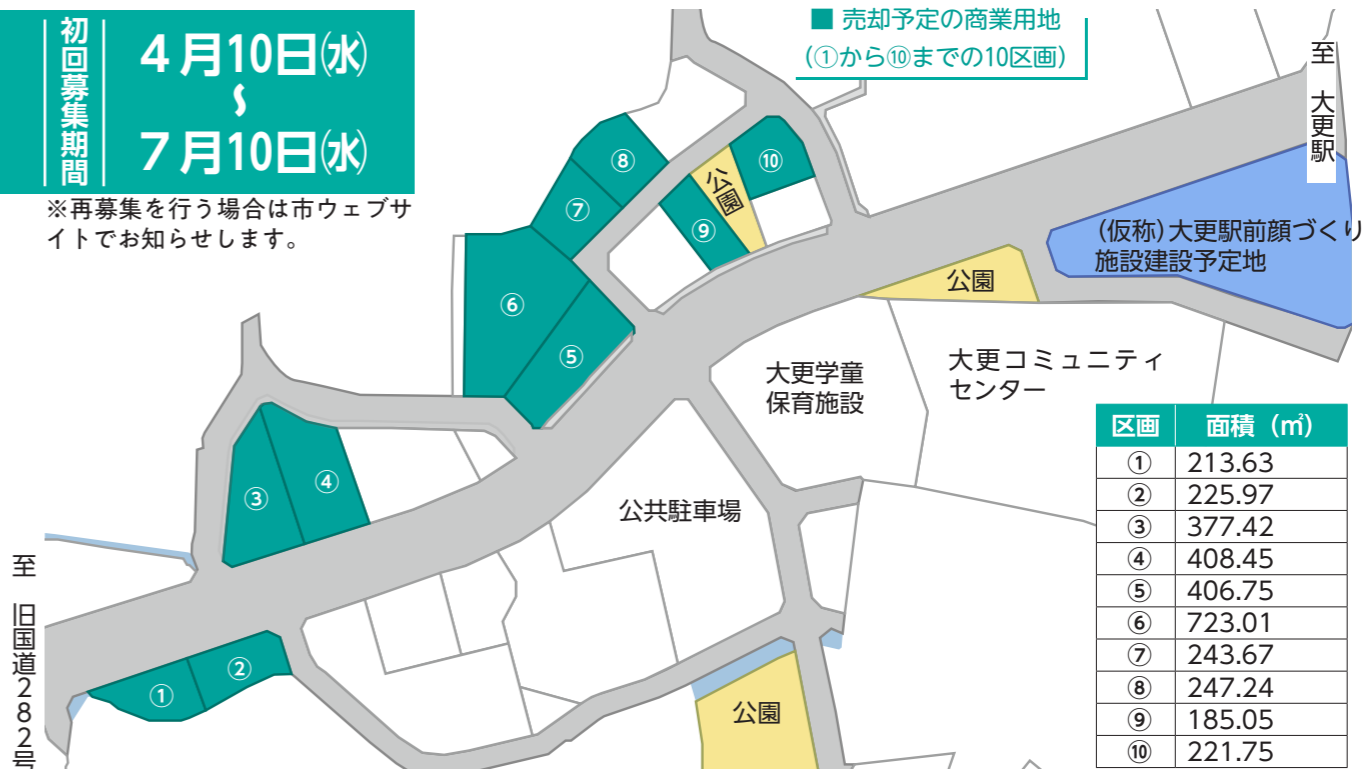 初回募集期間
4月10日㈬
〜
7月10日㈬
※再募集を行う場合は市ウェブサ
イトでお知らせします。
■ 売却予定の商業用地
(①から⑩までの10区画)
至 大更駅
⑧
⑩
公園
⑦
⑨
(仮称)大更駅前顔づくり
施設建設予定地
公園
⑥
⑤
大更学童
保育施設
大更コミュニティ
センター
③
④
公共駐車場
至 旧国道282号
①
②
公園
区画 面積(㎡)
① 213.63
② 225.97
③ 377.42
④ 408.45
⑤ 406.75
⑥ 723.01
⑦ 243.67
⑧ 247.24
⑨ 185.05
⑩ 221.75